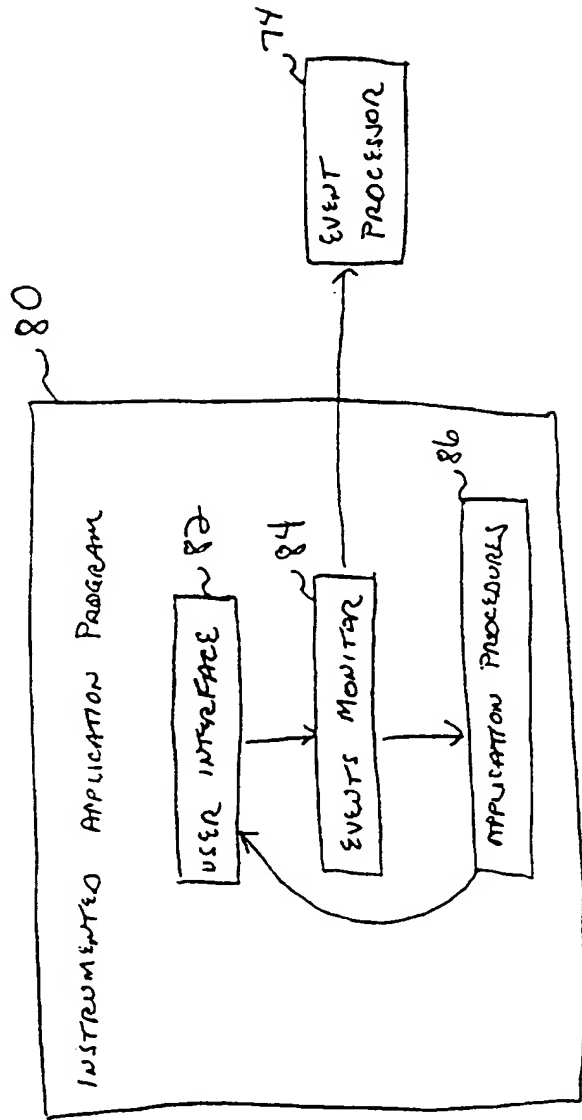 80
INSTRUMENTED APPLICATION PROGRAM
82
USER INTERFACE
84
EVENTS MONITOR
86
APPLICATION PROCEDURES
74
EVENT
PROCESSOR